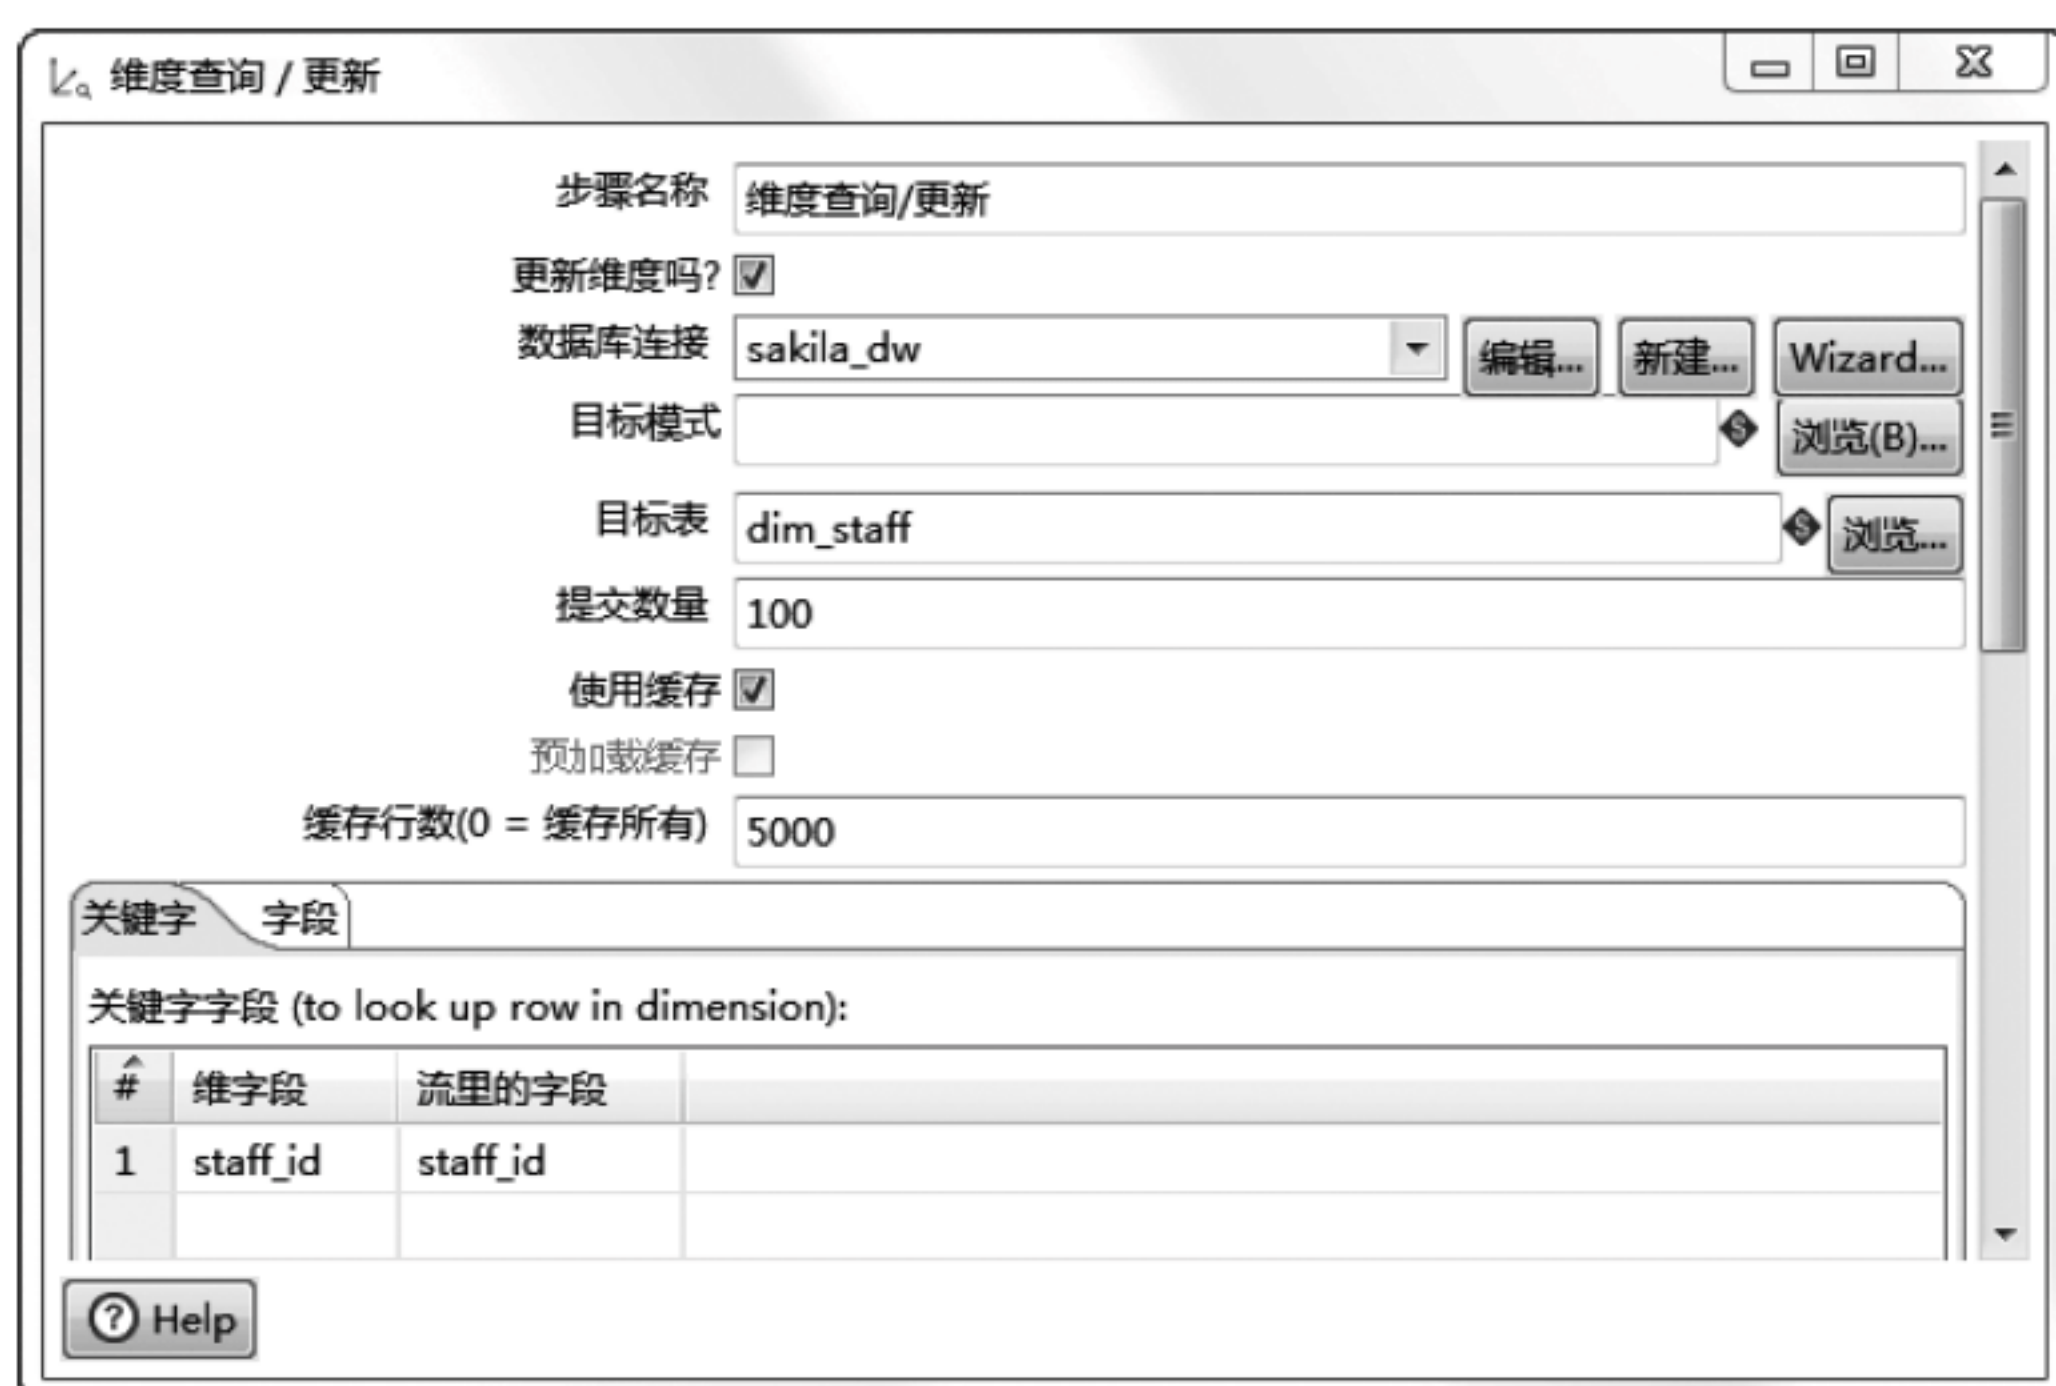 维度查询 / 更新
步骤名称 维度查询/更新
更新维度吗?
数据库连接 sakila_dw 编辑... 新建... Wizard...
目标模式 浏览(B)...
目标表 dim_staff 浏览...
提交数量 100
使用缓存
预加载缓存
缓存行数(0 = 缓存所有) 5000
关键字 字段
关键字字段 (to look up row in dimension):
# 维字段 流里的字段
1 staff_id staff_id
Help